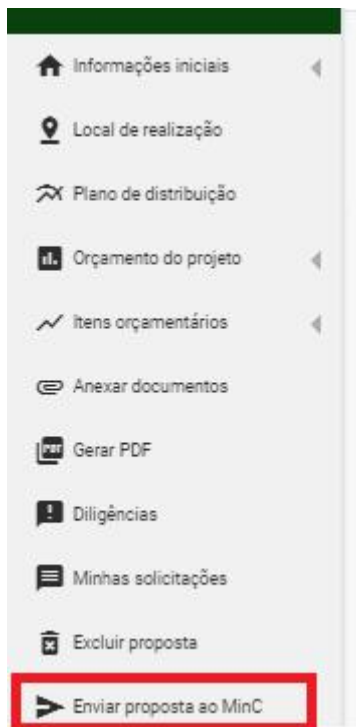 Informações iniciais
Local de realização
Plano de distribuição
Orçamento do projeto
Itens orçamentários
Anexar documentos
PDF
Gerar PDF
Diligências
Minhas solicitações
Excluir proposta
Enviar proposta ao MinC